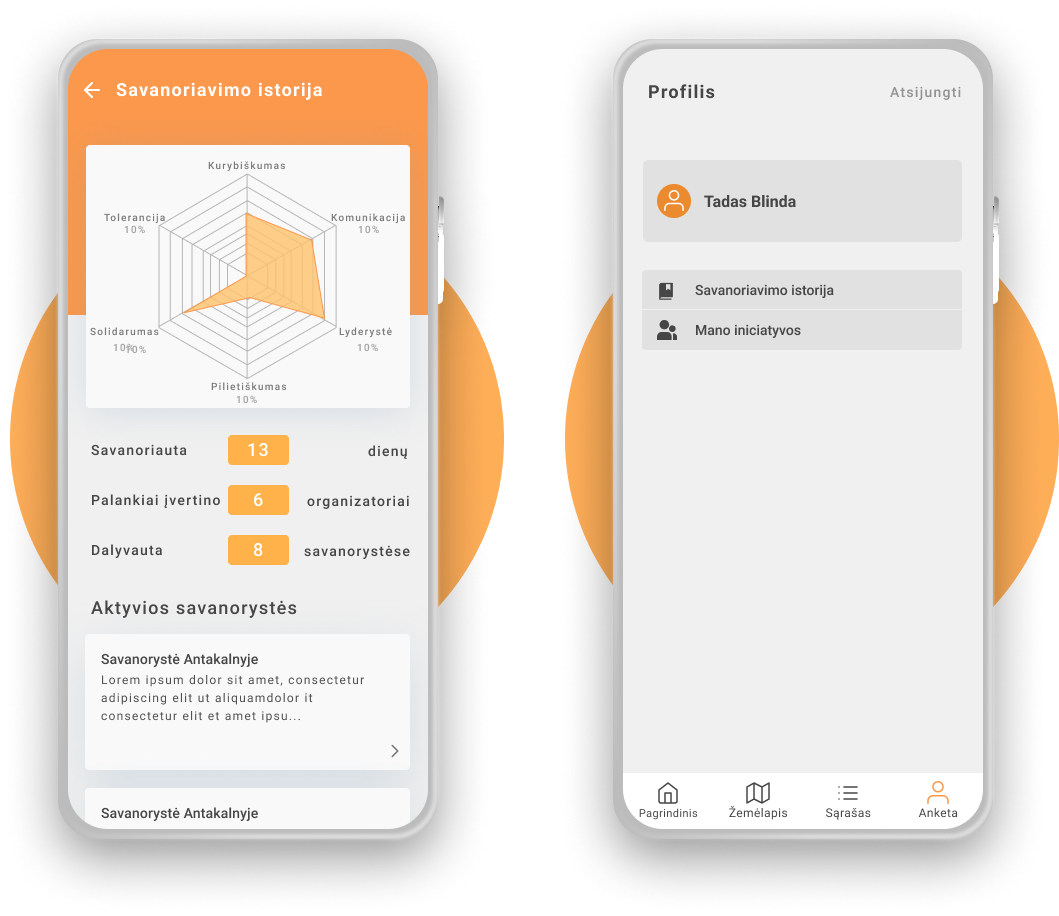 Savanoriavimo istorija
Kurybiškumas
Tolerancija
10%
Komunikacija
10%
Solidarumas
10%
10%
Lyderystė
10%
Pilietiškumas
10%
Savanoriauta 13 dienų
Palankiai įvertino 6 organizatoriai
Dalyvauta 8 savanorystėse
Aktyvios savanorystės
Savanorystė Antakalnyje
Lorem ipsum dolor sit amet, consectetur
adipiscing elit ut aliquamdolor it
consectetur elit et amet ipsu...
Savanorystė Antakalnyje
Profilis
Atsijungti
Tadas Blinda
Savanoriavimo istorija
Mano iniciatyvos
Pagrindinis
Žemėlapis
Sąrašas
Anketa